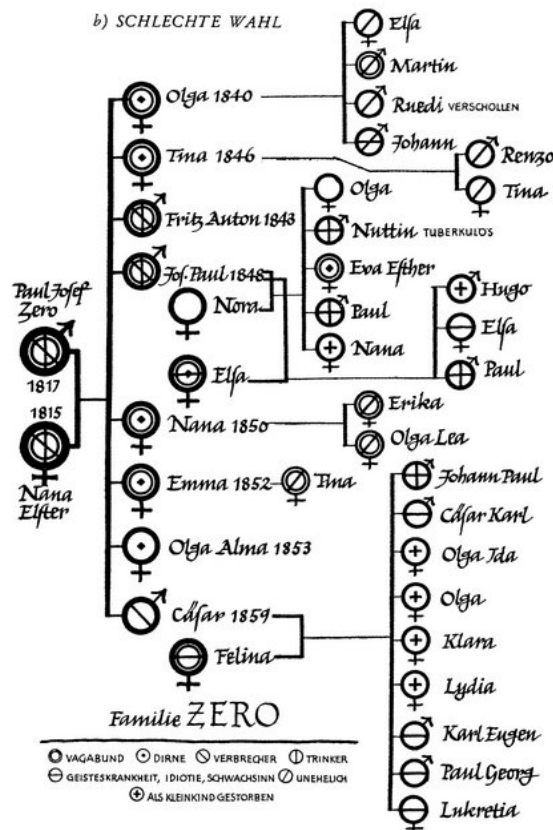 b) SCHLECHTE WAHL
Elsa
Martin
Ruedi VERSCHOLLEN
Johann
Olga 1840
Tina 1846
Renzo
Tina
Fritz Anton 1843
Jos. Paul 1848
Nora
Elsa
Olga
Nuttin TUBERKULÖS
Eva Esther
Paul
Nana
Hugo
Elsa
Paul
Paul Josef
Zero
1817
1815
Nana
Elster
Nana 1850
Erika
Olga Lea
Emma 1852
Tina
Olga Alma 1853
Cäsar 1859
Felina
Johann Paul
Cäsar Karl
Olga Ida
Olga
Klara
Lydia
Karl Eugen
Paul Georg
Lukretia
Familie ZERO
VAGABUND DIRNE VERBRECHER TRINKER
GEISTESKRANKHEIT, IDIOTIE, SCHWACHSINN UNEHELICH
ALS KLEINKIND GESTORBEN